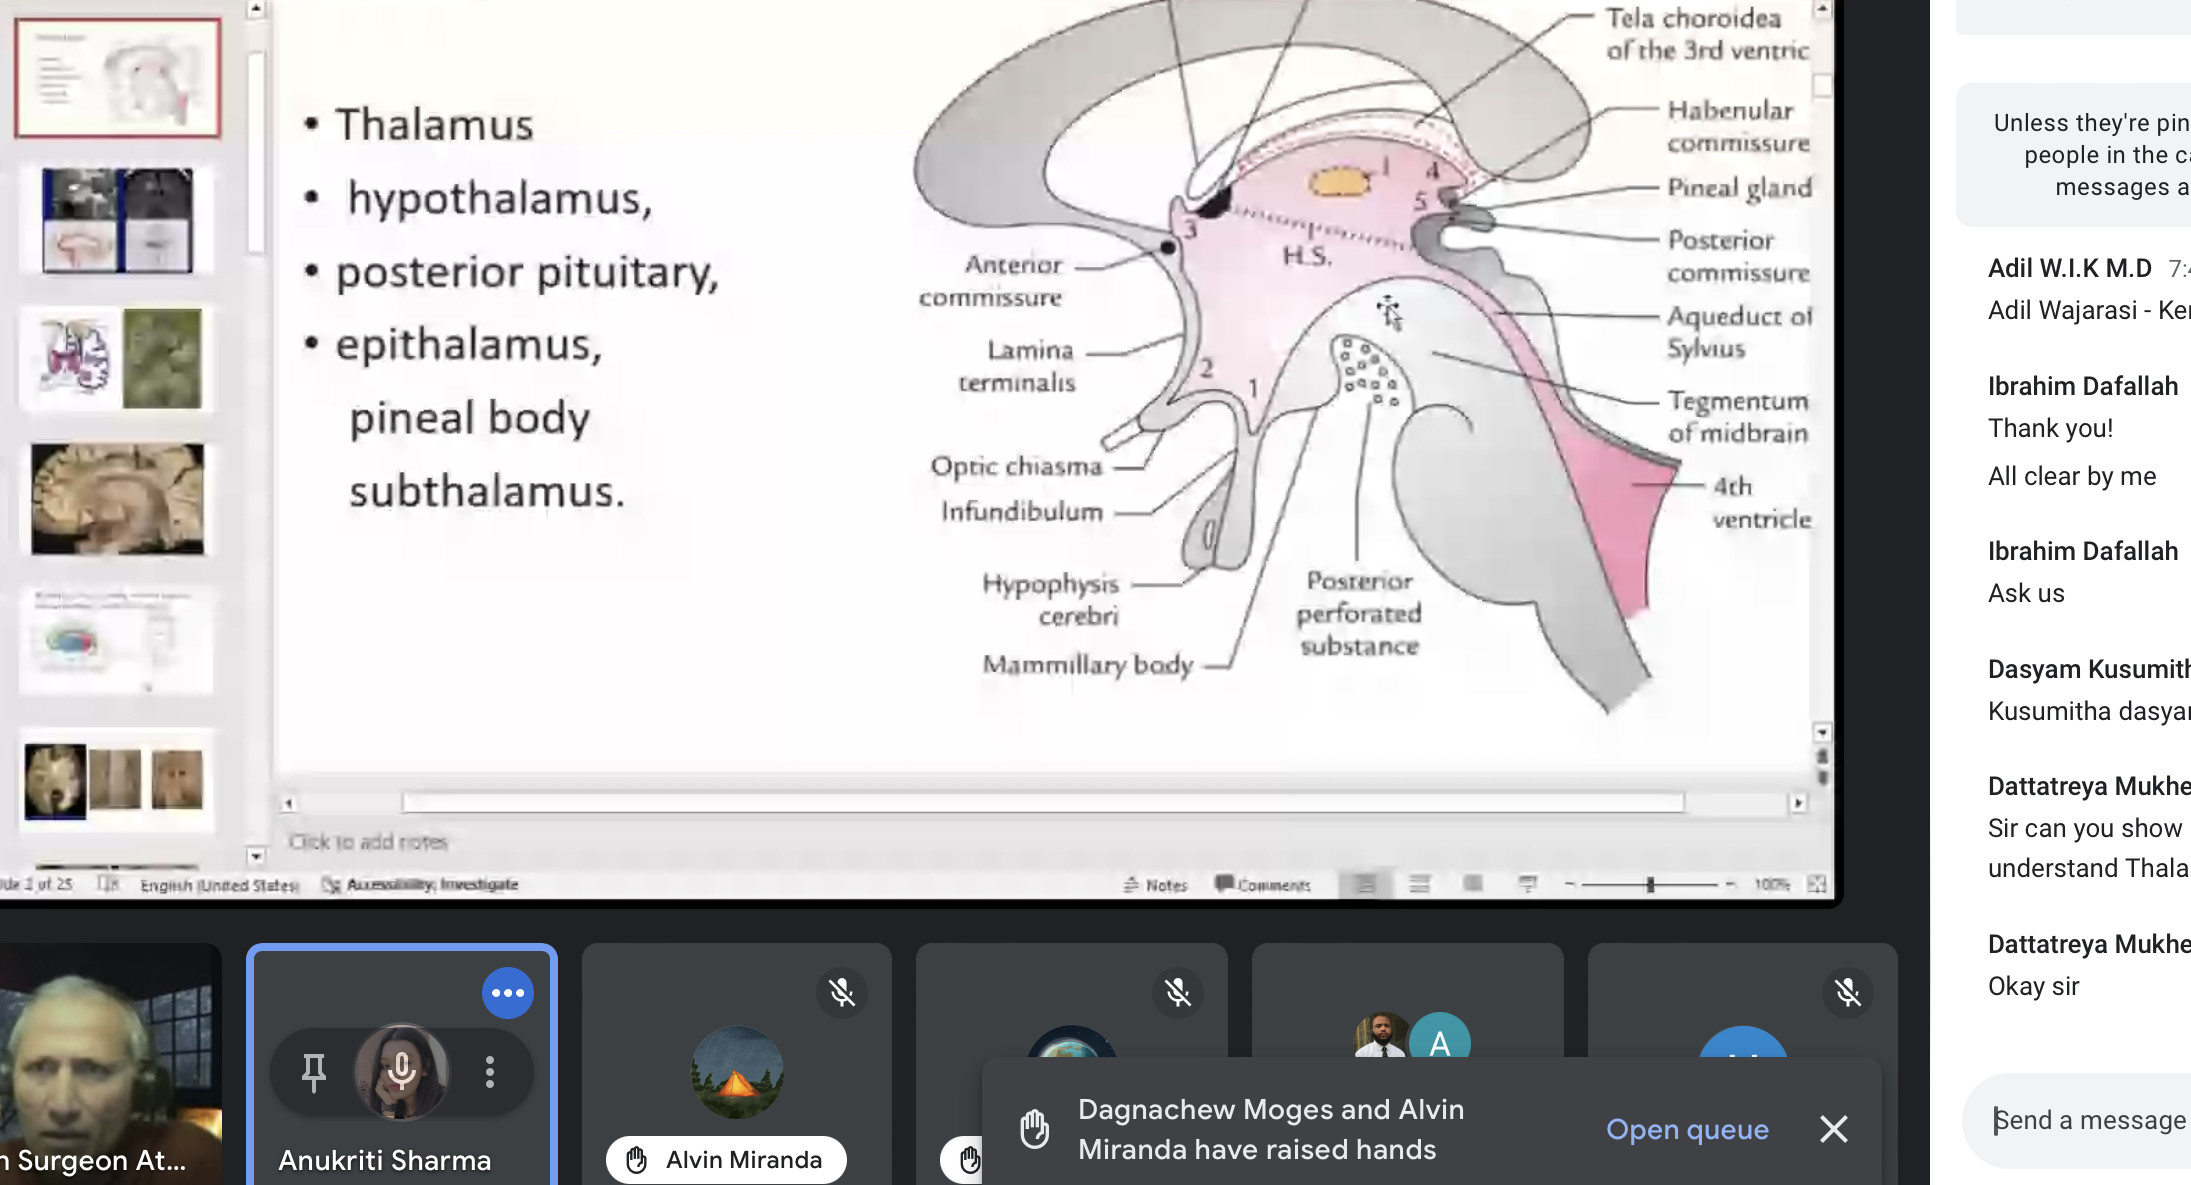 • Thalamus
• hypothalamus,
• posterior pituitary,
• epithalamus,
pineal body
subthalamus.
Tela choroidea
of the 3rd ventric
Habenular
commissure
Pineal gland
Posterior
commissure
Aqueduct of
Sylvius
Tegmentum
of midbrain
4th
ventricle
Anterior
commissure
Lamina
terminalis
Optic chiasma
Infundibulum
Hypophysis
cerebri
Mammillary body
Posterior
perforated
substance
H.S.
I
4
5
3
2
1
Click to add notes
2 of 25
English (United States)
Accessibility: Investigate
Notes
Comments
100%
Surgeon At...
Anukriti Sharma
Alvin Miranda
A
Dagnachew Moges and Alvin
Miranda have raised hands
Open queue
Unless they're pin
people in the c
messages a
Adil W.I.K M.D 7:
Adil Wajarasi - Ke
Ibrahim Dafallah
Thank you!
All clear by me
Ibrahim Dafallah
Ask us
Dasyam Kusumith
Kusumitha dasya
Dattatreya Mukhe
Sir can you show
understand Thala
Dattatreya Mukhe
Okay sir
Send a message